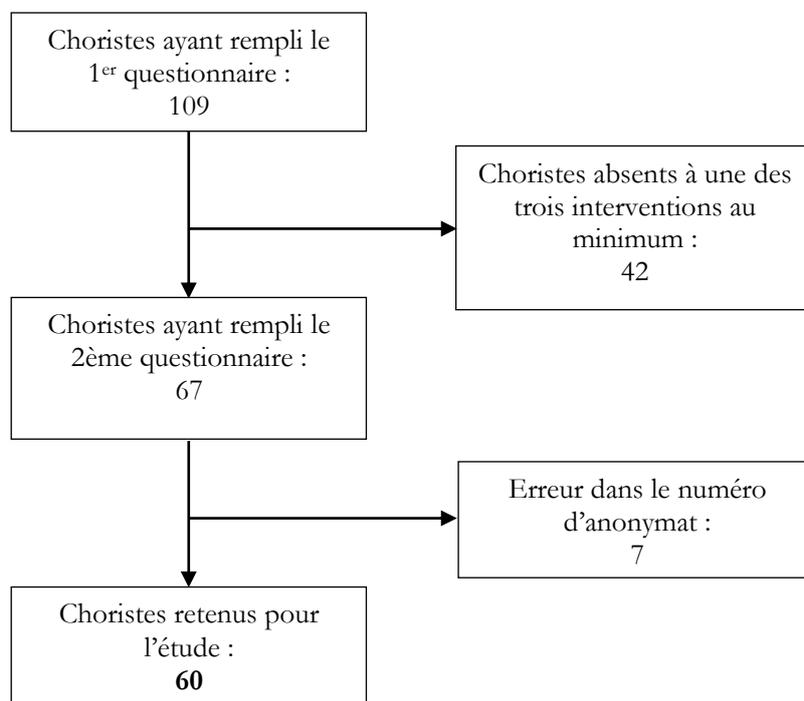 Choristes ayant rempli le
1er questionnaire :
109
Choristes absents à une des
trois interventions au
minimum :
42
Choristes ayant rempli le
2ème questionnaire :
67
Erreur dans le numéro
d’anonymat :
7
Choristes retenus pour
l’étude :
60